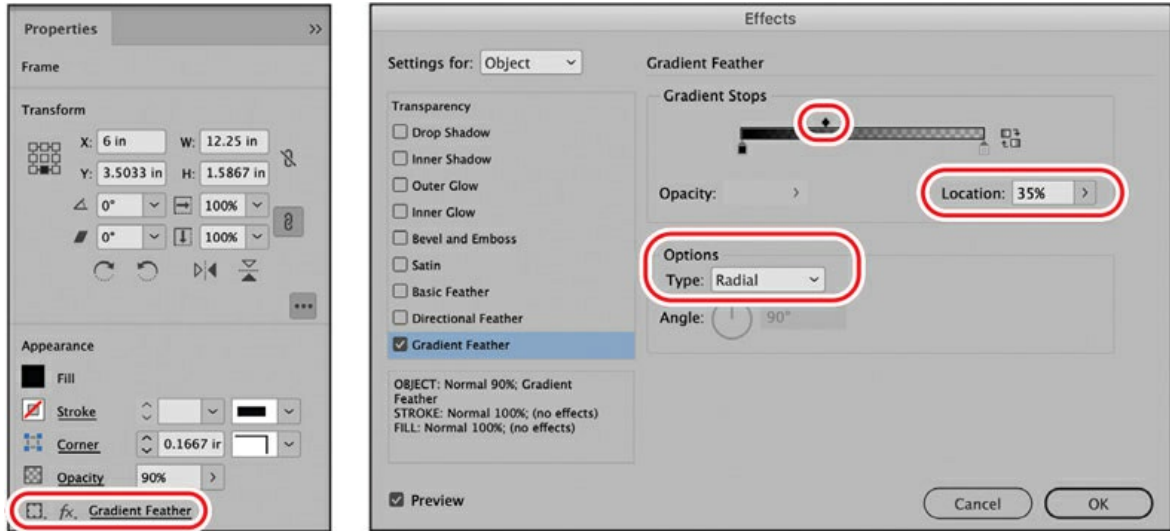 Properties
Frame
Transform
X: 6 in W: 12.25 in
Y: 3.5033 in H: 1.5867 in
0° 100%
0° 100%
Appearance
Fill
Stroke
Corner 0.1667 ir
Opacity 90%
fx. Gradient Feather
Effects
Settings for: Object
Transparency
Drop Shadow
Inner Shadow
Outer Glow
Inner Glow
Bevel and Emboss
Satin
Basic Feather
Directional Feather
Gradient Feather
OBJECT: Normal 90%; Gradient
Feather
STROKE: Normal 100%; (no effects)
FILL: Normal 100%; (no effects)
Preview
Gradient Feather
Gradient Stops
Opacity: Location: 35%
Options
Type: Radial
Angle: 90°
Cancel OK